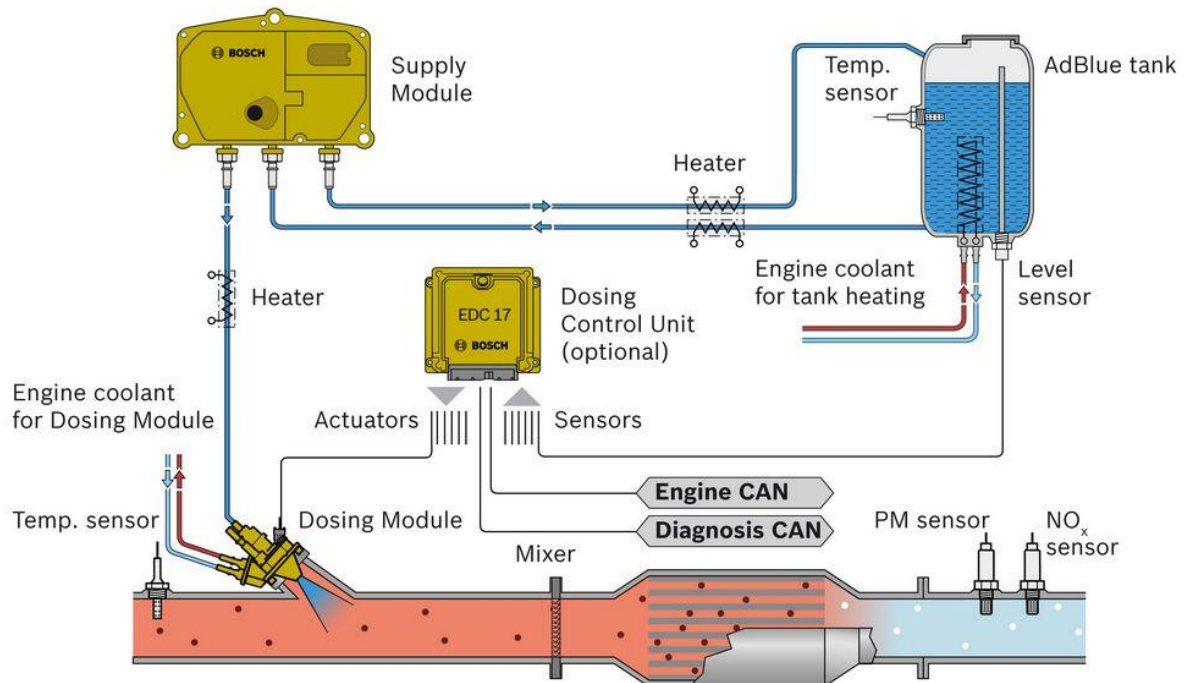 BOSCH
Supply
Module
Temp.
sensor
AdBlue tank
Heater
Engine coolant
for tank heating
Level
sensor
Heater
EDC 17
BOSCH
Dosing
Control Unit
(optional)
Engine coolant
for Dosing Module
Actuators
Sensors
Engine CAN
Diagnosis CAN
Temp. sensor
Dosing Module
Mixer
PM sensor
NOₓ
sensor